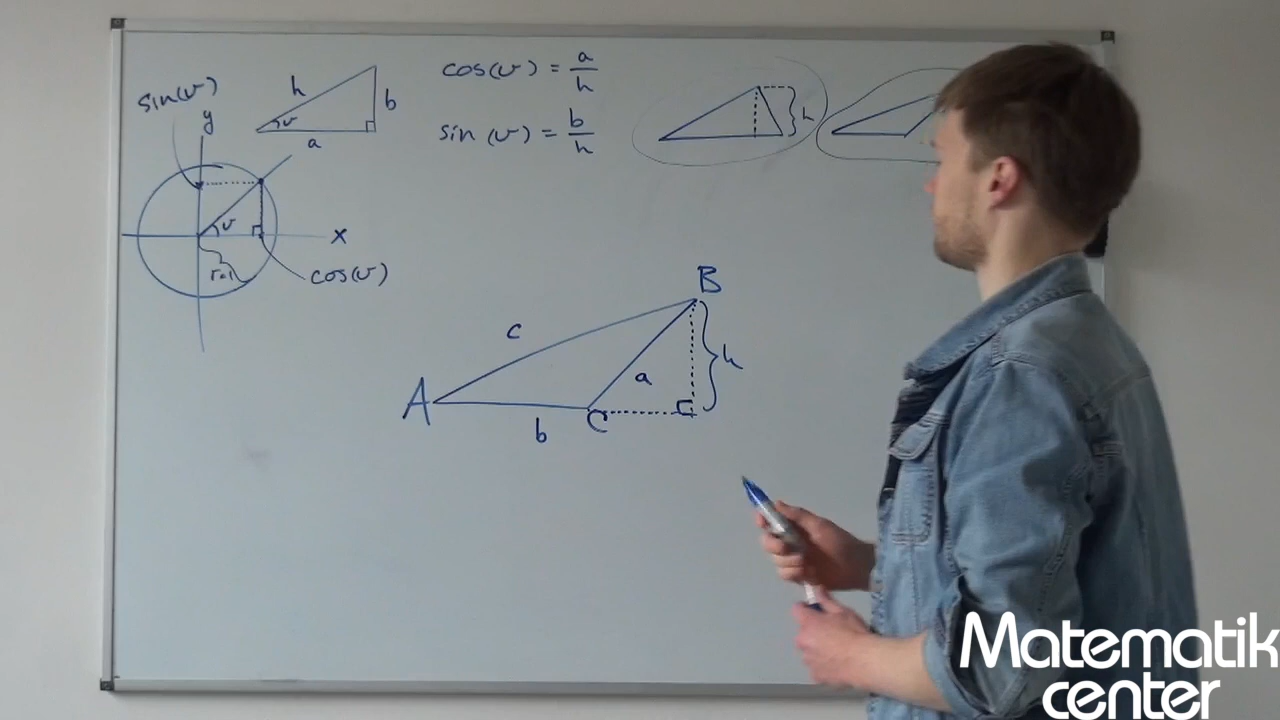 sin(v)
y
h
v
b
a
cos(v) = a/h
sin(v) = b/h
h
v
x
r=1
cos(v)
B
c
h
a
A
C
b
Matematik
center